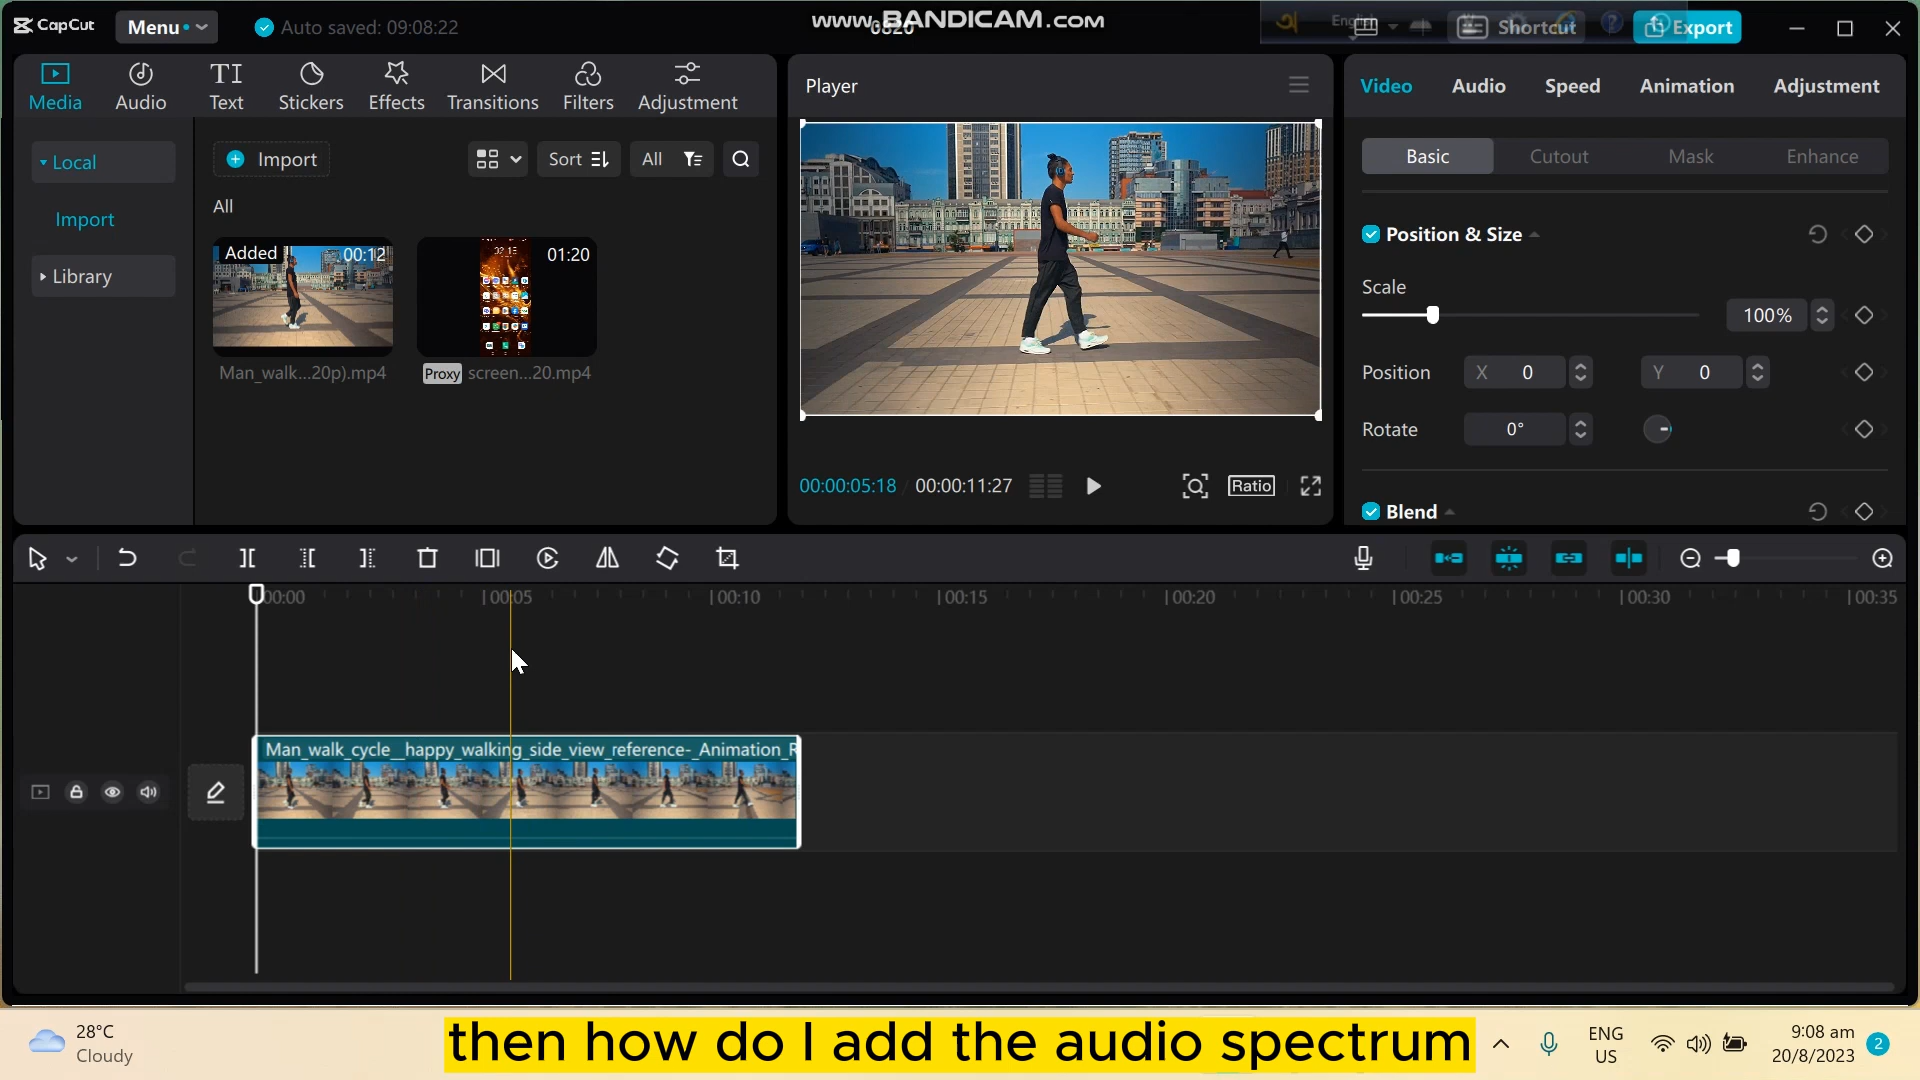 CapCut
Menu
Auto saved: 09:08:22
www.BANDICAM.com
0820
English
Shortcut
Export
Media
Audio
Text
Stickers
Effects
Transitions
Filters
Adjustment
Player
Video
Audio
Speed
Animation
Adjustment
Local
Import
Library
Import
Sort
All
All
Added
00:12
01:20
Man_walk...20p).mp4
Proxy
screen...20.mp4
Basic
Cutout
Mask
Enhance
Position & Size
Scale
100%
Position
X 0
Y 0
Rotate
0°
Blend
00:00:05:18
00:00:11:27
Ratio
00:00
00:05
00:10
00:15
00:20
00:25
00:30
00:35
Man_walk_cycle__happy_walking_side_view_reference-_Animation_R
28°C
Cloudy
then how do I add the audio spectrum
ENG
US
9:08 am
20/8/2023
2